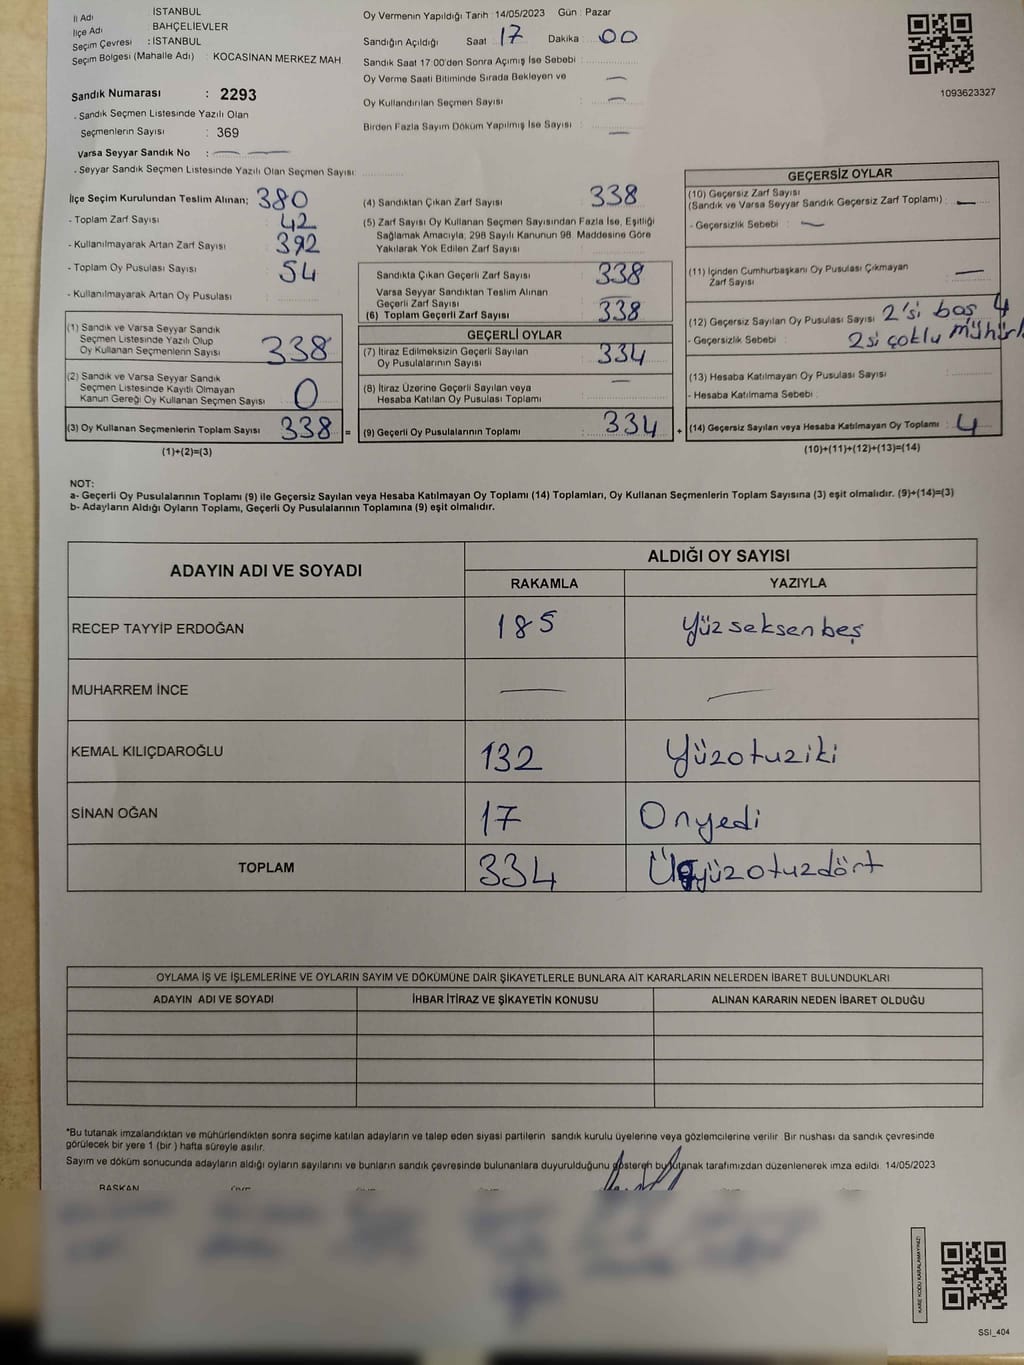 İl Adı İSTANBUL
İlçe Adı : BAHÇELİEVLER
Seçim Çevresi : İSTANBUL
Seçim Bölgesi (Mahalle Adı) : KOCASİNAN MERKEZ MAH.
Sandık Numarası : 2293
. Sandık Seçmen Listesinde Yazılı Olan
Seçmenlerin Sayısı : 369
Varsa Seyyar Sandık No : — —
. Seyyar Sandık Seçmen Listesinde Yazılı Olan Seçmen Sayısı:
Oy Vermenin Yapıldığı Tarih : 14/05/2023 Gün : Pazar
Sandığın Açıldığı Saat 17 Dakika 00
Sandık Saat 17:00'den Sonra Açımış İse Sebebi :
Oy Verme Saati Bitiminde Sırada Bekleyen ve —
Oy Kullandırılan Seçmen Sayısı : —
Birden Fazla Sayım Döküm Yapılmış İse Sayısı : —
1093623327
İlçe Seçim Kurulundan Teslim Alınan; 380
- Toplam Zarf Sayısı 42
- Kullanılmayarak Artan Zarf Sayısı 392
- Toplam Oy Pusulası Sayısı 54
- Kullanılmayarak Artan Oy Pusulası :
(1) Sandık ve Varsa Seyyar Sandık
Seçmen Listesinde Yazılı Olup
Oy Kullanan Seçmenlerin Sayısı 338
(2) Sandık ve Varsa Seyyar Sandık
Seçmen Listesinde Kayıtlı Olmayan
Kanun Gereği Oy Kullanan Seçmen Sayısı 0
(3) Oy Kullanan Seçmenlerin Toplam Sayısı 338 =
(1)+(2)=(3)
(4) Sandıktan Çıkan Zarf Sayısı : 338
(5) Zarf Sayısı Oy Kullanan Seçmen Sayısından Fazla İse, Eşitliği
Sağlamak Amacıyla, 298 Sayılı Kanunun 98. Maddesine Göre
Yakılarak Yok Edilen Zarf Sayısı :
Sandıkta Çıkan Geçerli Zarf Sayısı : 338
Varsa Seyyar Sandıktan Teslim Alınan
Geçerli Zarf Sayısı :
(6) Toplam Geçerli Zarf Sayısı : 338
GEÇERLİ OYLAR
(7) İtiraz Edilmeksizin Geçerli Sayılan
Oy Pusulalarının Sayısı : 334
(8) İtiraz Üzerine Geçerli Sayılan veya
Hesaba Katılan Oy Pusulası Toplamı : —
(9) Geçerli Oy Pusulalarının Toplamı : 334 +
GEÇERSİZ OYLAR
(10) Geçersiz Zarf Sayısı
(Sandık ve Varsa Seyyar Sandık Geçersiz Zarf Toplamı) : —
- Geçersizlik Sebebi : —
(11) İçinden Cumhurbaşkanı Oy Pusulası Çıkmayan
Zarf Sayısı : —
(12) Geçersiz Sayılan Oy Pusulası Sayısı 2'si boş 4
- Geçersizlik Sebebi : 2si çoklu
(13) Hesaba Katılmayan Oy Pusulası Sayısı :
- Hesaba Katılmama Sebebi :
(14) Geçersiz Sayılan veya Hesaba Katılmayan Oy Toplamı : 4
(10)+(11)+(12)+(13)=(14)
NOT:
a- Geçerli Oy Pusulalarının Toplamı (9) ile Geçersiz Sayılan veya Hesaba Katılmayan Oy Toplamı (14) Toplamları, Oy Kullanan Seçmenlerin Toplam Sayısına (3) eşit olmalıdır. (9)+(14)=(3)
b- Adayların Aldığı Oyların Toplamı, Geçerli Oy Pusulalarının Toplamına (9) eşit olmalıdır.
ADAYIN ADI VE SOYADI ALDIĞI OY SAYISI
RAKAMLA YAZIYLA
RECEP TAYYİP ERDOĞAN 185 Yüz seksen beş
MUHARREM İNCE — —
KEMAL KILIÇDAROĞLU 132 Yüzotuziki
SİNAN OĞAN 17 Onyedi
TOPLAM 334 Üçyüzotuzdört
OYLAMA İŞ VE İŞLEMLERİNE VE OYLARIN SAYIM VE DÖKÜMÜNE DAİR ŞİKAYETLERLE BUNLARA AİT KARARLARIN NELERDEN İBARET BULUNDUKLARI
ADAYIN ADI VE SOYADI İHBAR İTİRAZ VE ŞİKAYETİN KONUSU ALINAN KARARIN NEDEN İBARET OLDUĞU
*Bu tutanak imzalandıktan ve mühürlendikten sonra seçime katılan adayların ve talep eden siyasi partilerin sandık kurulu üyelerine veya gözlemcilerine verilir. Bir nüshası da sandık çevresinde
görülecek bir yere 1 (bir ) hafta süreyle asılır.
Sayım ve döküm sonucunda adayların aldığı oyların sayılarını ve bunların sandık çevresinde bulunanlara duyurulduğunu gösteren bu tutanak tarafımızdan düzenlenerek imza edildi. 14/05/2023
BAŞKAN
KARE KODU KARALAMAYINIZ!
SSI_404